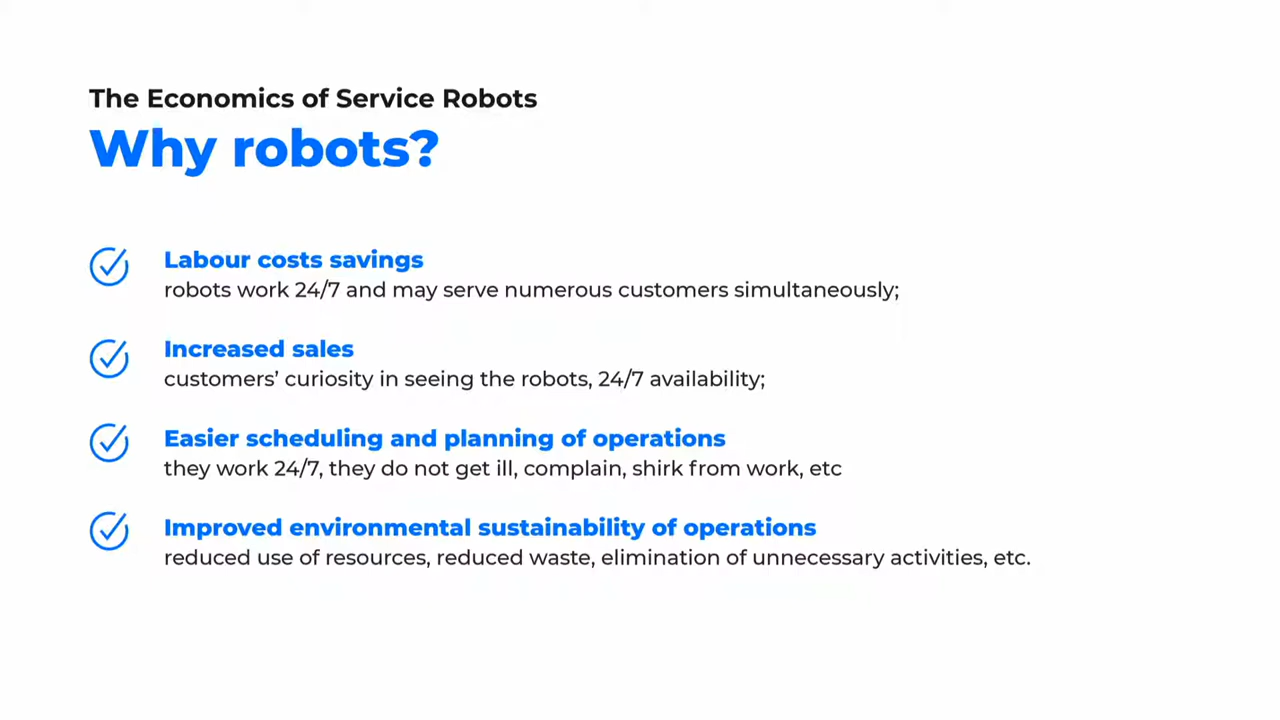 The Economics of Service Robots
Why robots?
Labour costs savings
robots work 24/7 and may serve numerous customers simultaneously;
Increased sales
customers’ curiosity in seeing the robots, 24/7 availability;
Easier scheduling and planning of operations
they work 24/7, they do not get ill, complain, shirk from work, etc
Improved environmental sustainability of operations
reduced use of resources, reduced waste, elimination of unnecessary activities, etc.